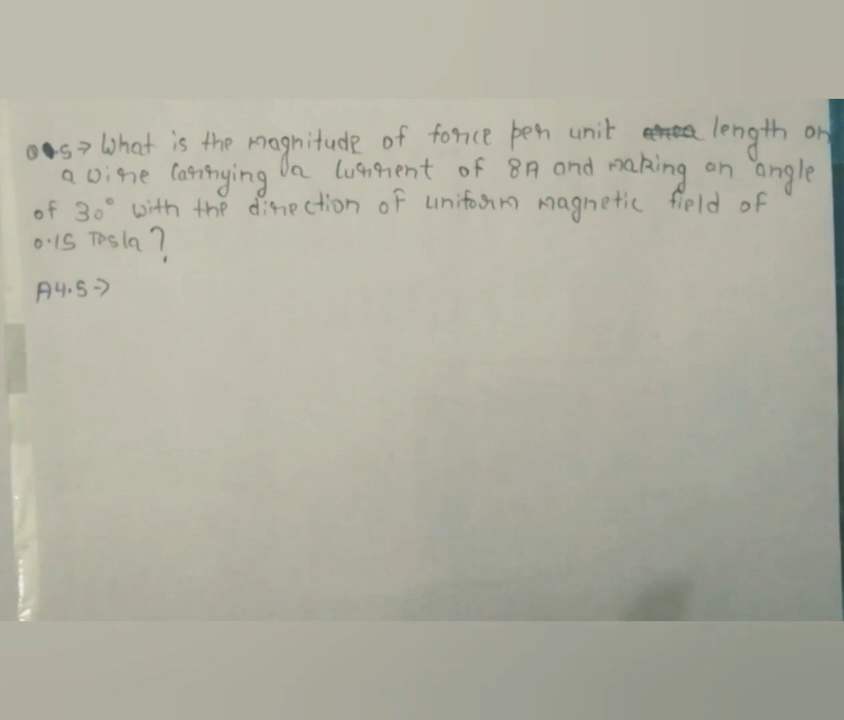 5→ What is the magnitude of force per unit length on
a wire carrying a current of 8A and making an angle
of 30° with the direction of uniform magnetic field of
0.15 Tesla?
A4.5→